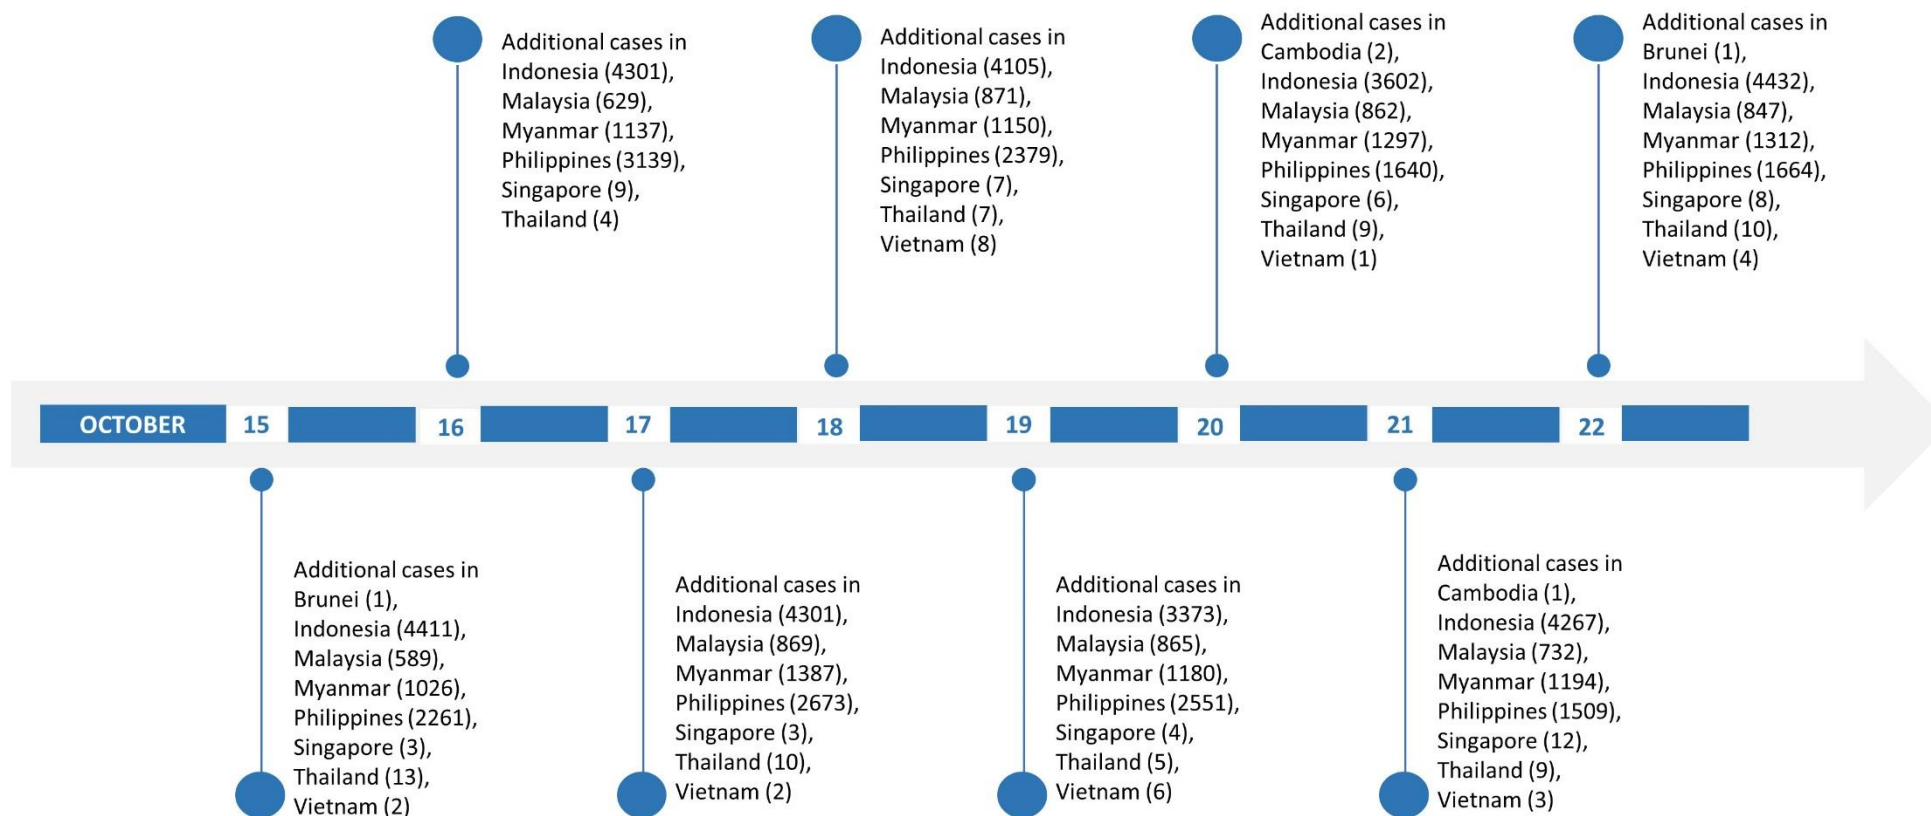 Additional cases in
Indonesia (4301),
Malaysia (629),
Myanmar (1137),
Philippines (3139),
Singapore (9),
Thailand (4)
Additional cases in
Indonesia (4105),
Malaysia (871),
Myanmar (1150),
Philippines (2379),
Singapore (7),
Thailand (7),
Vietnam (8)
Additional cases in
Cambodia (2),
Indonesia (3602),
Malaysia (862),
Myanmar (1297),
Philippines (1640),
Singapore (6),
Thailand (9),
Vietnam (1)
Additional cases in
Brunei (1),
Indonesia (4432),
Malaysia (847),
Myanmar (1312),
Philippines (1664),
Singapore (8),
Thailand (10),
Vietnam (4)
OCTOBER 15 16 17 18 19 20 21 22
Additional cases in
Brunei (1),
Indonesia (4411),
Malaysia (589),
Myanmar (1026),
Philippines (2261),
Singapore (3),
Thailand (13),
Vietnam (2)
Additional cases in
Indonesia (4301),
Malaysia (869),
Myanmar (1387),
Philippines (2673),
Singapore (3),
Thailand (10),
Vietnam (2)
Additional cases in
Indonesia (3373),
Malaysia (865),
Myanmar (1180),
Philippines (2551),
Singapore (4),
Thailand (5),
Vietnam (6)
Additional cases in
Cambodia (1),
Indonesia (4267),
Malaysia (732),
Myanmar (1194),
Philippines (1509),
Singapore (12),
Thailand (9),
Vietnam (3)